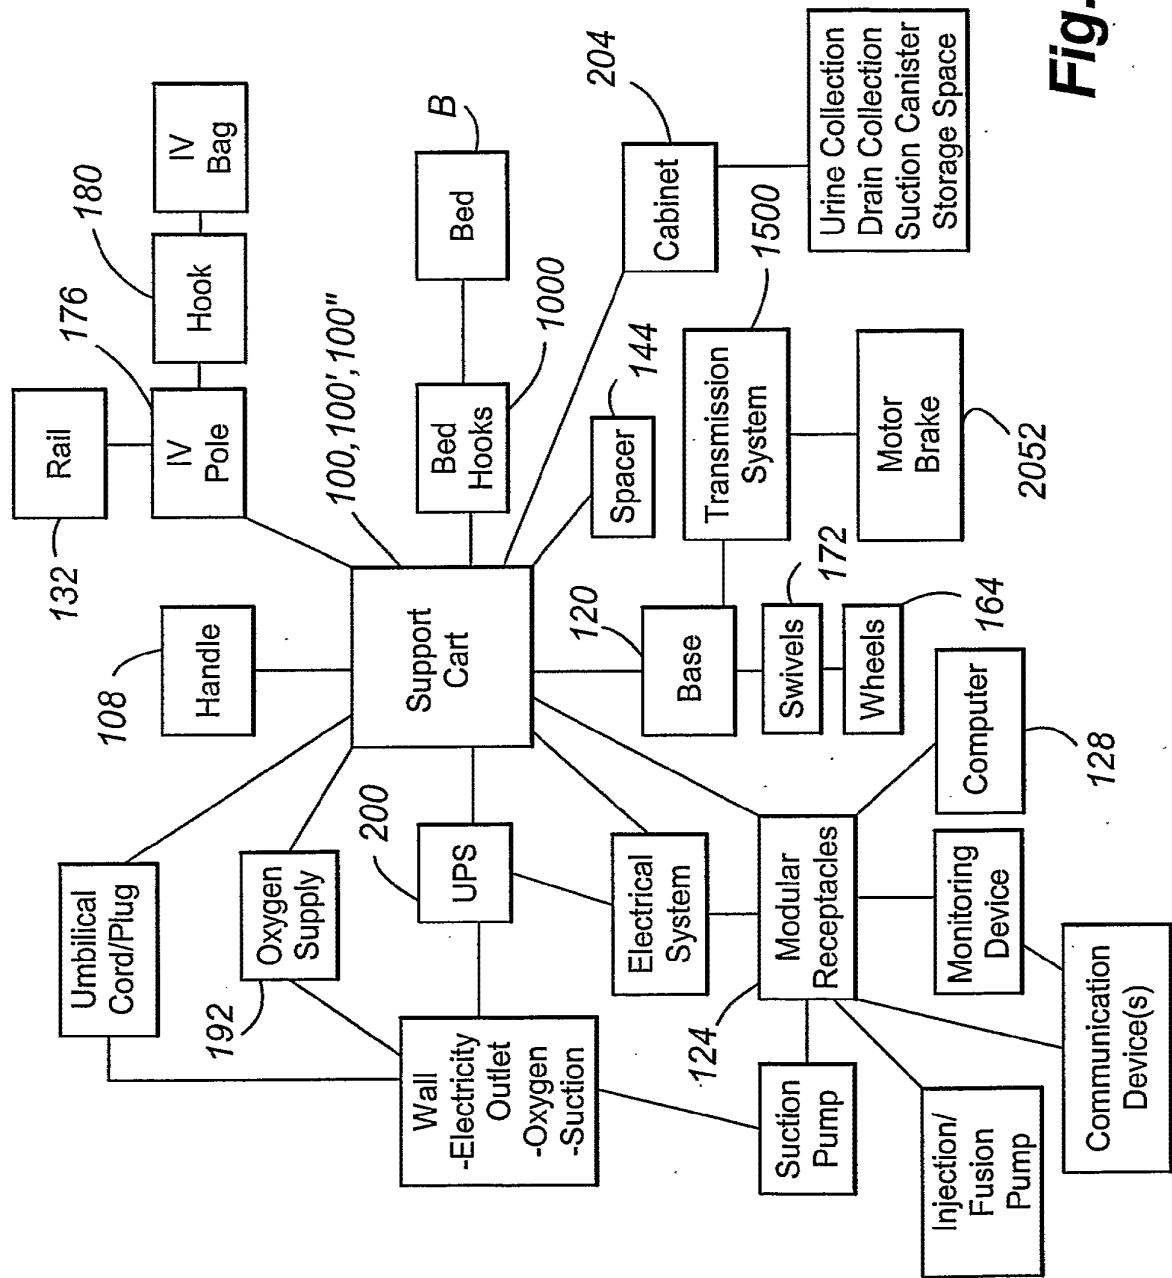 132
Rail
108
Handle
Umbilical
Cord/Plug
176
180
IV
Pole
Hook
IV
Bag
192
Oxygen
Supply
100,100',100"
Support
Cart
200
UPS
Wall
-Electricity
Outlet
-Oxygen
-Suction
Bed
Hooks
1000
Bed
B
Spacer
144
Cabinet
204
120
Base
Electrical
System
Transmission
System
1500
Swivels
172
Wheels
164
124
Modular
Receptacles
Suction
Pump
Urine Collection
Drain Collection
Suction Canister
Storage Space
Motor
Brake
2052
Computer
128
Monitoring
Device
Injection/
Fusion
Pump
Communication
Device(s)
Fig.